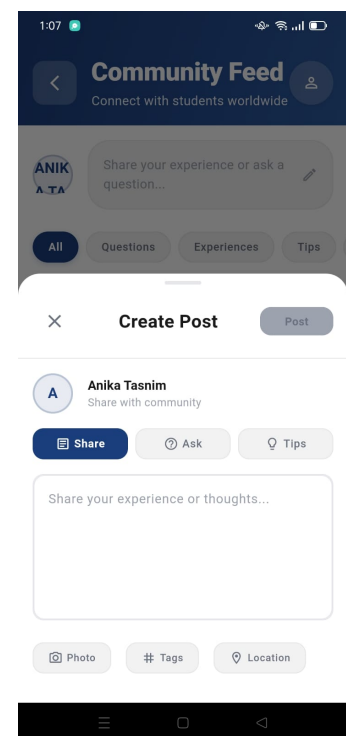 1:07
Community Feed
Connect with students worldwide
ANIK
A TA
Share your experience or ask a
question...
All Questions Experiences Tips
Create Post Post
A
Anika Tasnim
Share with community
Share Ask Tips
Share your experience or thoughts...
Photo # Tags Location